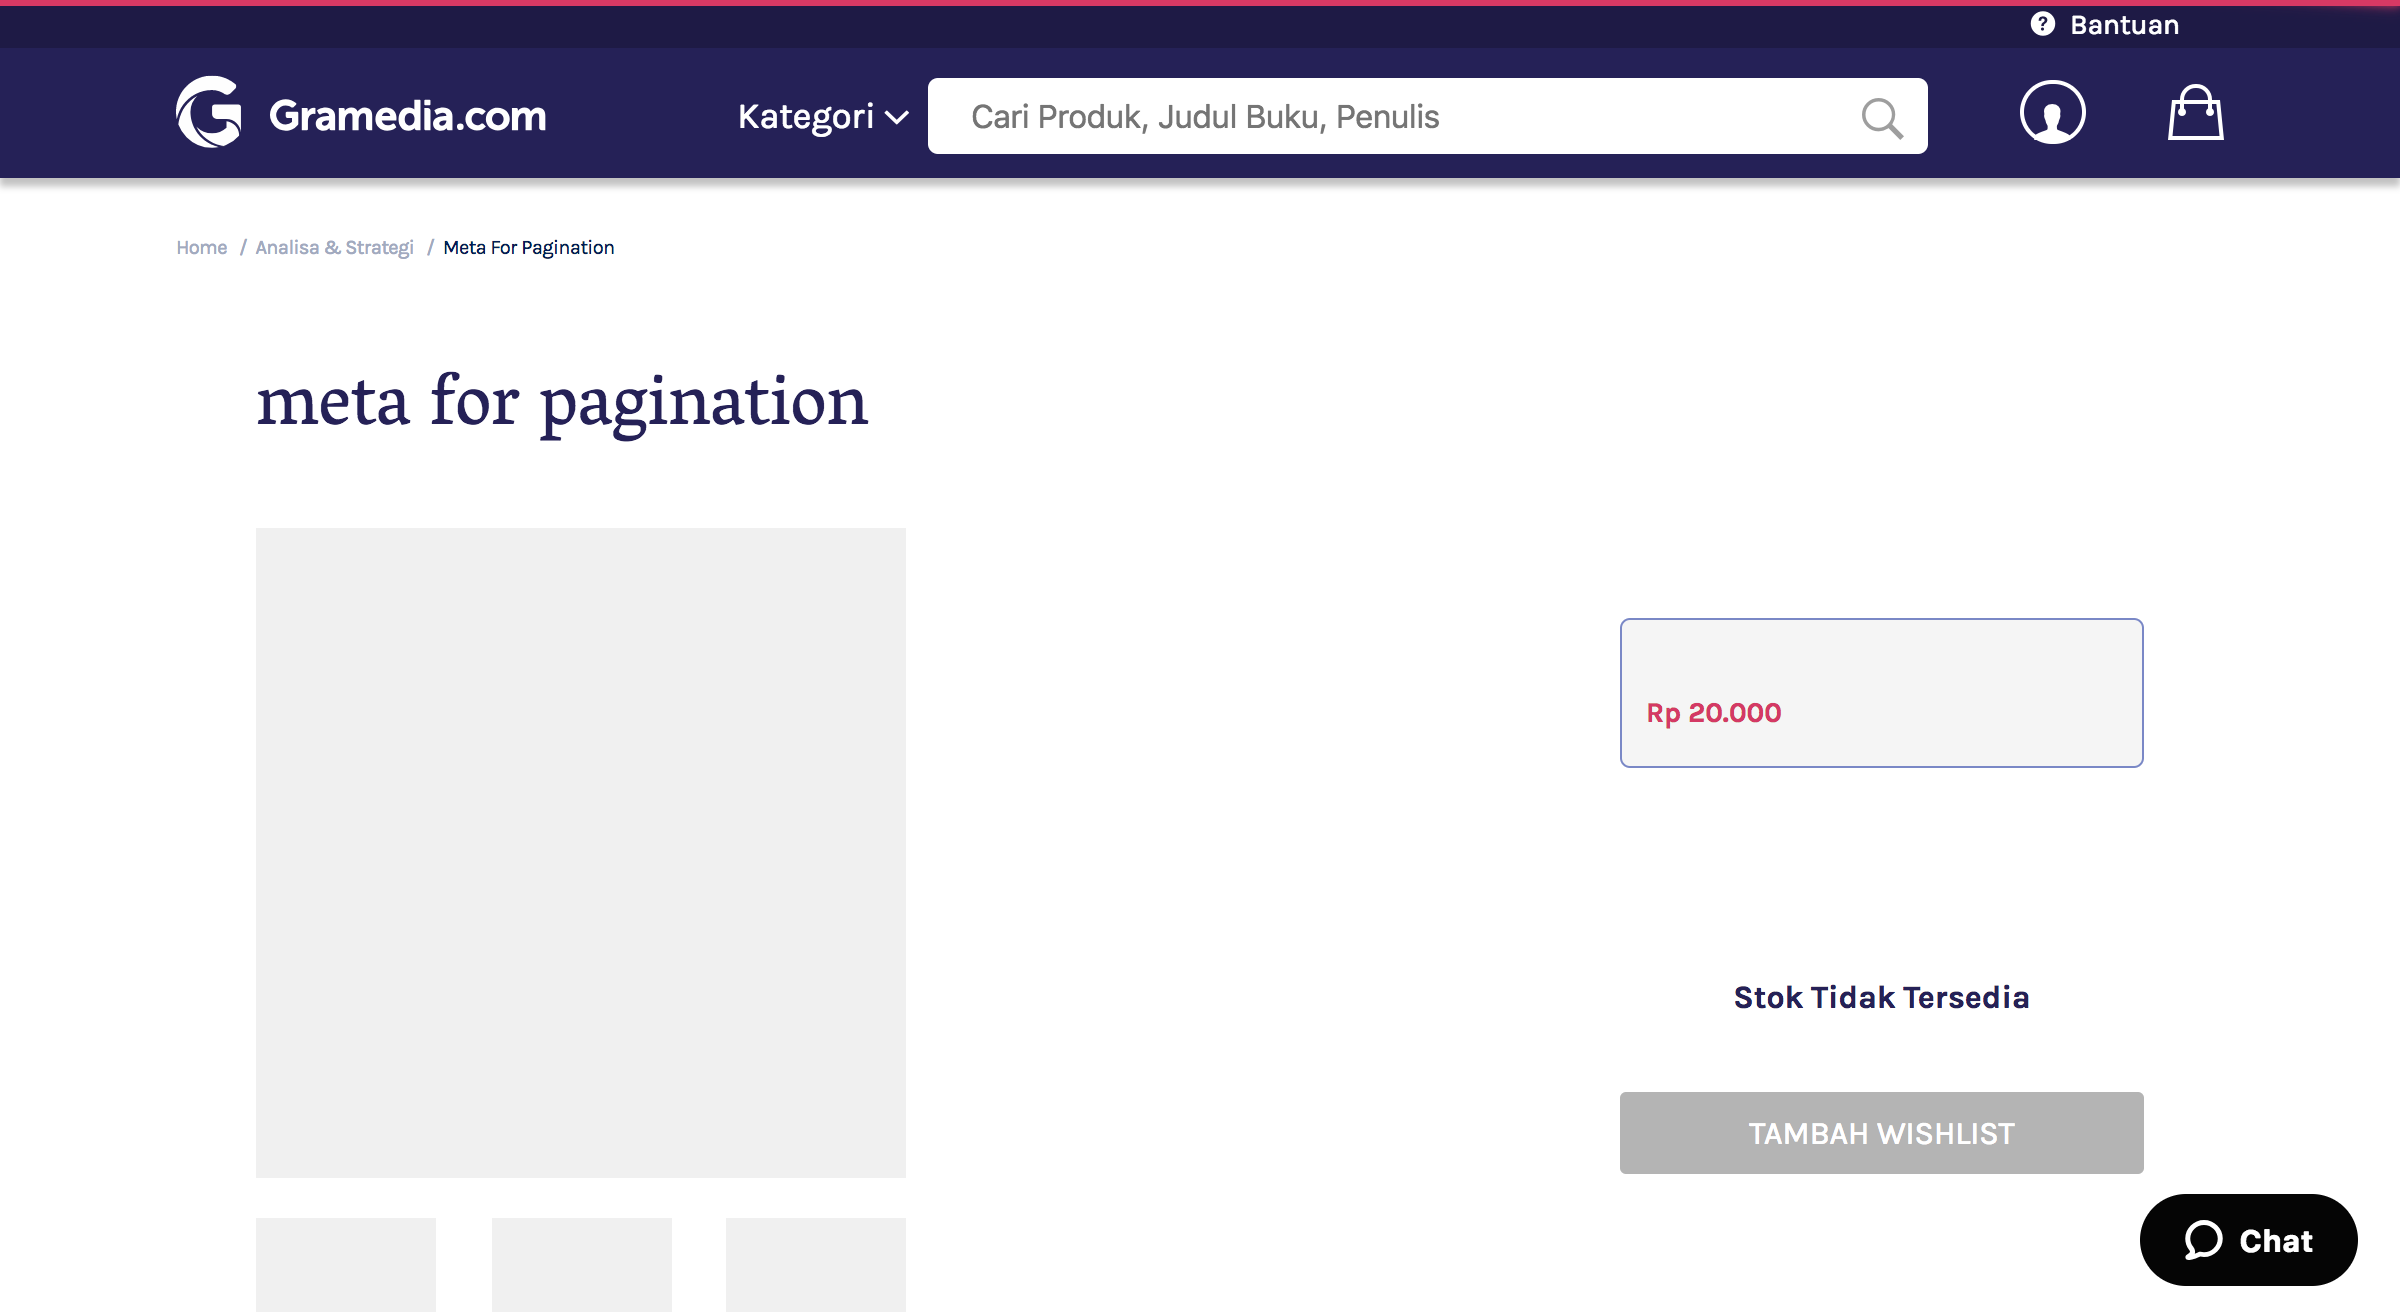 Bantuan
Gramedia.com
Kategori
Cari Produk, Judul Buku, Penulis
Home / Analisa & Strategi / Meta For Pagination
meta for pagination
Rp 20.000
Stok Tidak Tersedia
TAMBAH WISHLIST
Chat